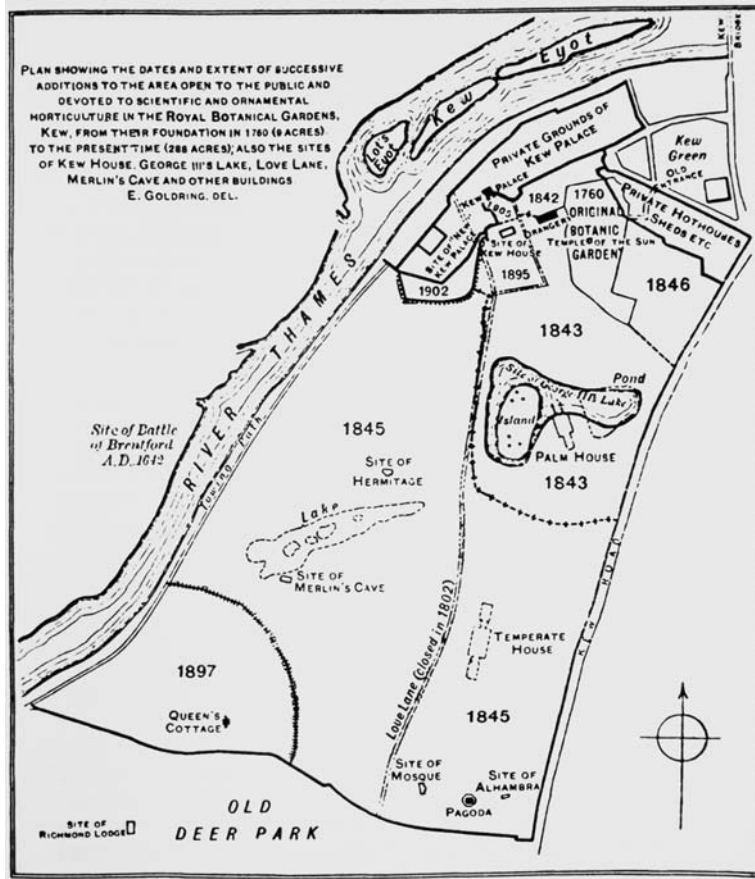 PLAN SHOWING THE DATES AND EXTENT OF SUCCESSIVE
ADDITIONS TO THE AREA OPEN TO THE PUBLIC AND
DEVOTED TO SCIENTIFIC AND ORNAMENTAL
HORTICULTURE IN THE ROYAL BOTANICAL GARDENS,
KEW, FROM THEIR FOUNDATION IN 1760 (9 ACRES)
TO THE PRESENT TIME (288 ACRES); ALSO THE SITES
OF KEW HOUSE, GEORGE III'S LAKE, LOVE LANE,
MERLIN'S CAVE AND OTHER BUILDINGS
E. GOLDRING. DEL.
KEW
BRIDGE
Kew
Eyot
Lot's
Eyot
PRIVATE GROUNDS OF
KEW PALACE
Kew
Green
OLD
ENTRANCE
KEW PALACE
1842
1760
ORIGINAL
BOTANIC
GARDEN
PRIVATE HOTHOUSES
SHEDS ETC
ORANGERY
TEMPLE OF THE SUN
SITE OF NEW
KEW PALACE
SITE OF
KEW HOUSE
1895
1902
1846
1843
Site of George III's Lake
Pond
Island
PALM HOUSE
1843
RIVER THAMES
Towing Path
Site of Battle
of Brentford
A.D. 1642
1845
SITE OF
HERMITAGE
Lake
SITE OF
MERLIN'S CAVE
Love Lane (closed in 1802)
KEW ROAD
TEMPERATE
HOUSE
1897
QUEEN'S
COTTAGE
1845
SITE OF
MOSQUE
SITE OF
ALHAMBRA
PAGODA
OLD
DEER PARK
SITE OF
RICHMOND LODGE